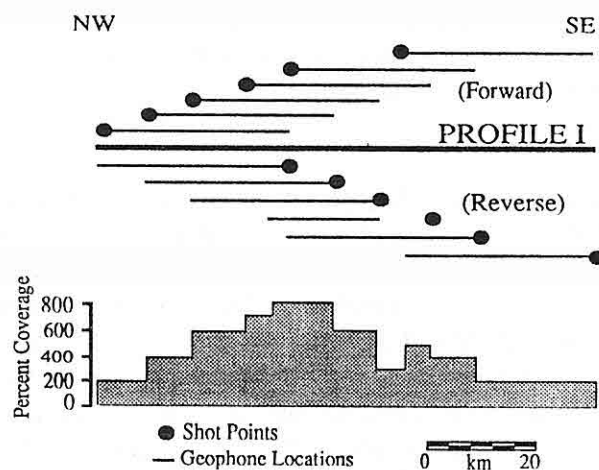 NW SE
(Forward)
PROFILE I
(Reverse)
Percent Coverage
800
600
400
200
0
Shot Points
Geophone Locations
0 km 20